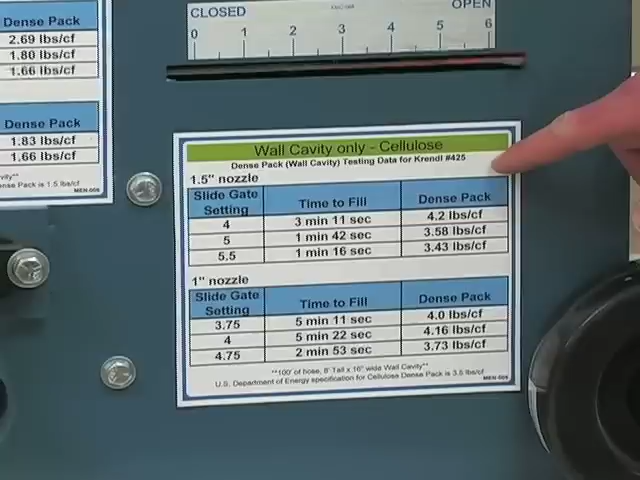 Dense Pack
2.69 lbs/cf
1.80 lbs/cf
1.66 lbs/cf
Dense Pack
1.83 lbs/cf
1.66 lbs/cf
Dense Pack is 1.5 lbs/cf
CLOSED OPEN
0 1 2 3 4 5 6
Wall Cavity only - Cellulose
Dense Pack (Wall Cavity) Testing Data for Krendl #425
1.5" nozzle
Slide Gate Setting Time to Fill Dense Pack
4 3 min 11 sec 4.2 lbs/cf
5 1 min 42 sec 3.58 lbs/cf
5.5 1 min 16 sec 3.43 lbs/cf
1" nozzle
Slide Gate Setting Time to Fill Dense Pack
3.75 5 min 11 sec 4.0 lbs/cf
4 5 min 22 sec 4.16 lbs/cf
4.75 2 min 53 sec 3.73 lbs/cf
**100' of hose, 8' Tall x 16" wide Wall Cavity**
U.S. Department of Energy specification for Cellulose Dense Pack is 3.5 lbs/cf